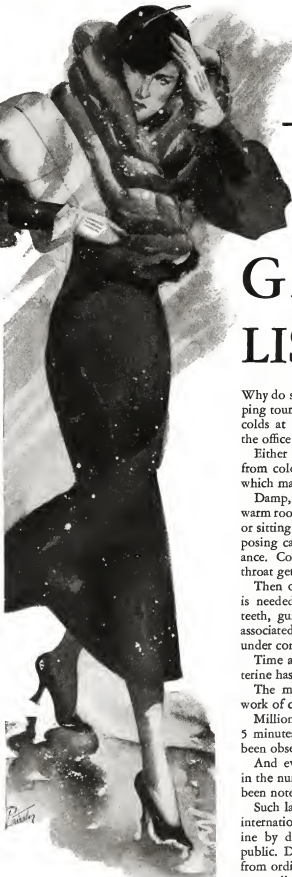 G
LIS
Why do s
ping tour
colds at
the office
Either
from colo
which ma
Damp,
warm roo
or sitting
posing ca
ance. Co
throat get
Then o
is needed
teeth, gu
associated
under con
Time a
terine has
The m
work of c
Million
5 minutes
been obse
And ev
in the nu
been note
Such la
internatio
ine by d
public. D
from ordi